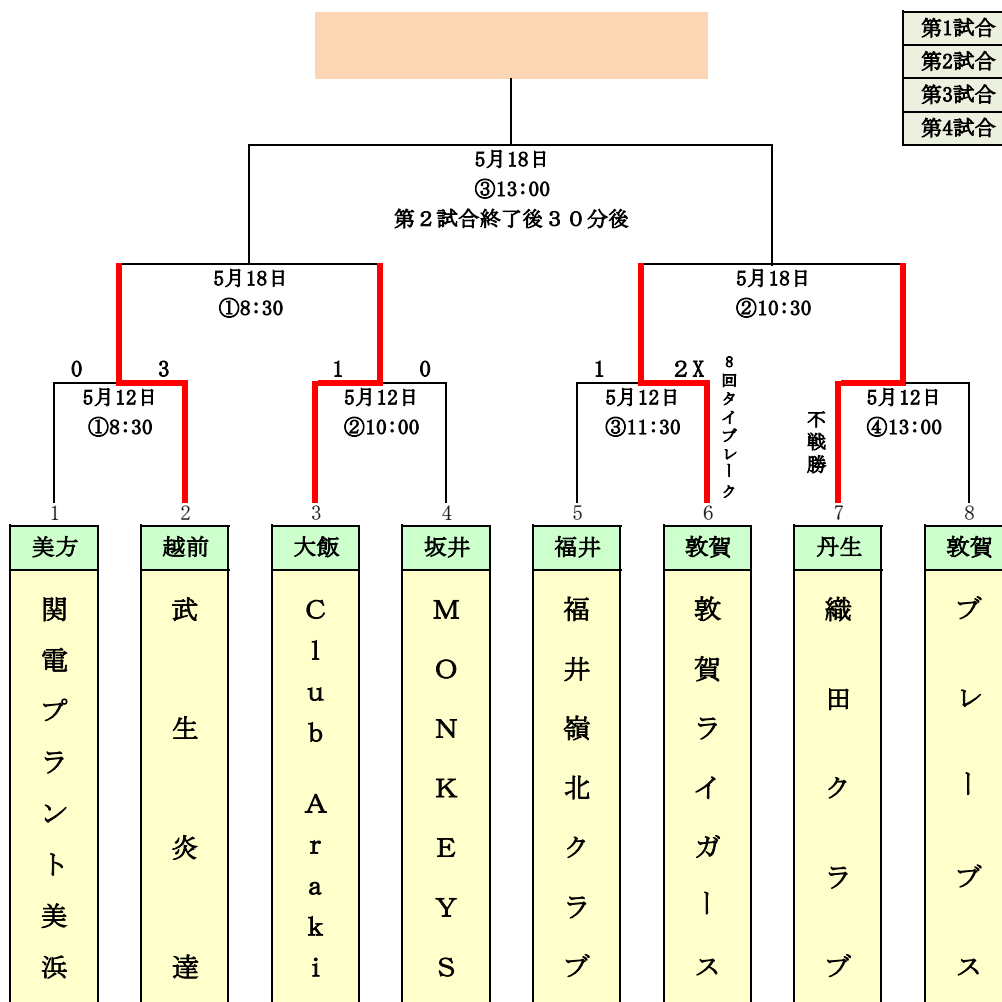 第1試合
第2試合
第3試合
第4試合
5月18日
③13:00
第２試合終了後３０分後
5月18日
①8:30
5月18日
②10:30
0 3
5月12日
①8:30
1 0
5月12日
②10:00
1 2X
8回タイブレーク
5月12日
③11:30
不戦勝
5月12日
④13:00
1 2 3 4 5 6 7 8
美方 越前 大飯 坂井 福井 敦賀 丹生 敦賀
関電プラント美浜
武生炎達
Club Araki
MONKEYS
福井嶺北クラブ
敦賀ライガース
織田クラブ
ブレーブス